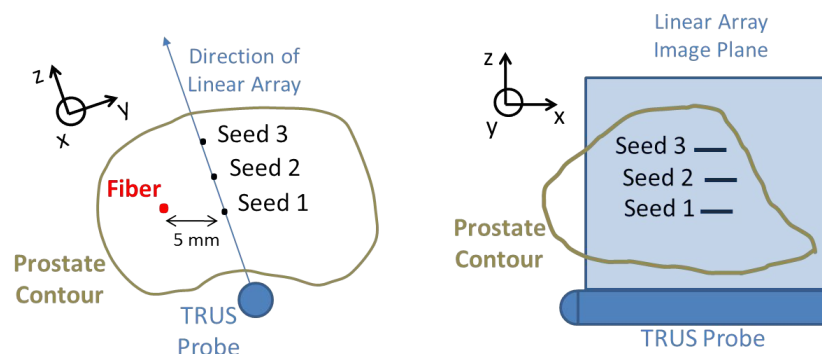 Direction of
Linear Array
z
y
x
Seed 3
Seed 2
Fiber
Seed 1
5 mm
Prostate
Contour
TRUS
Probe
Linear Array
Image Plane
z
x
y
Seed 3
Seed 2
Seed 1
Prostate
Contour
TRUS Probe